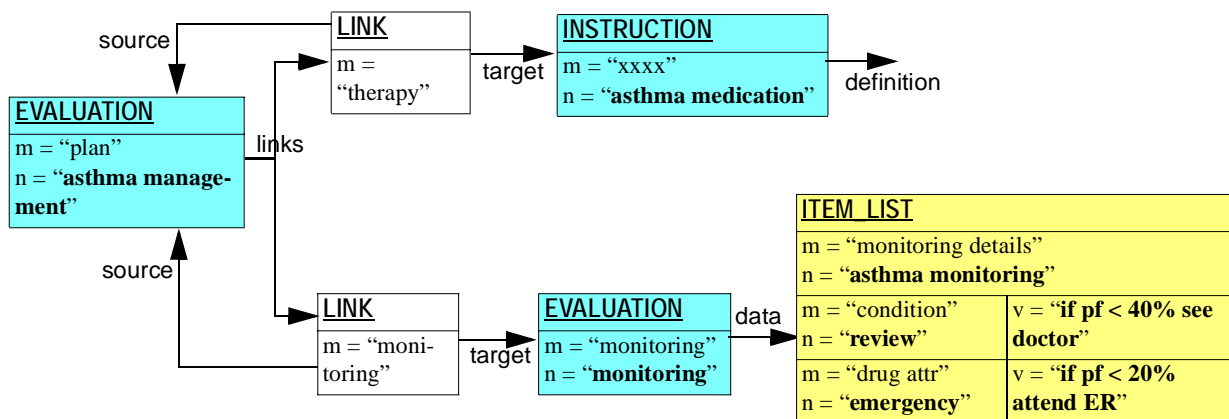 source
LINK
m =
“therapy”
target
INSTRUCTION
m = “xxxx”
n = “asthma medication”
definition
EVALUATION
m = “plan”
n = “asthma manage-
ment”
links
source
LINK
m = “moni-
toring”
target
EVALUATION
m = “monitoring”
n = “monitoring”
data
ITEM_LIST
m = “monitoring details”
n = “asthma monitoring”
m = “condition”
n = “review”
v = “if pf < 40% see
doctor”
m = “drug attr”
n = “emergency”
v = “if pf < 20%
attend ER”